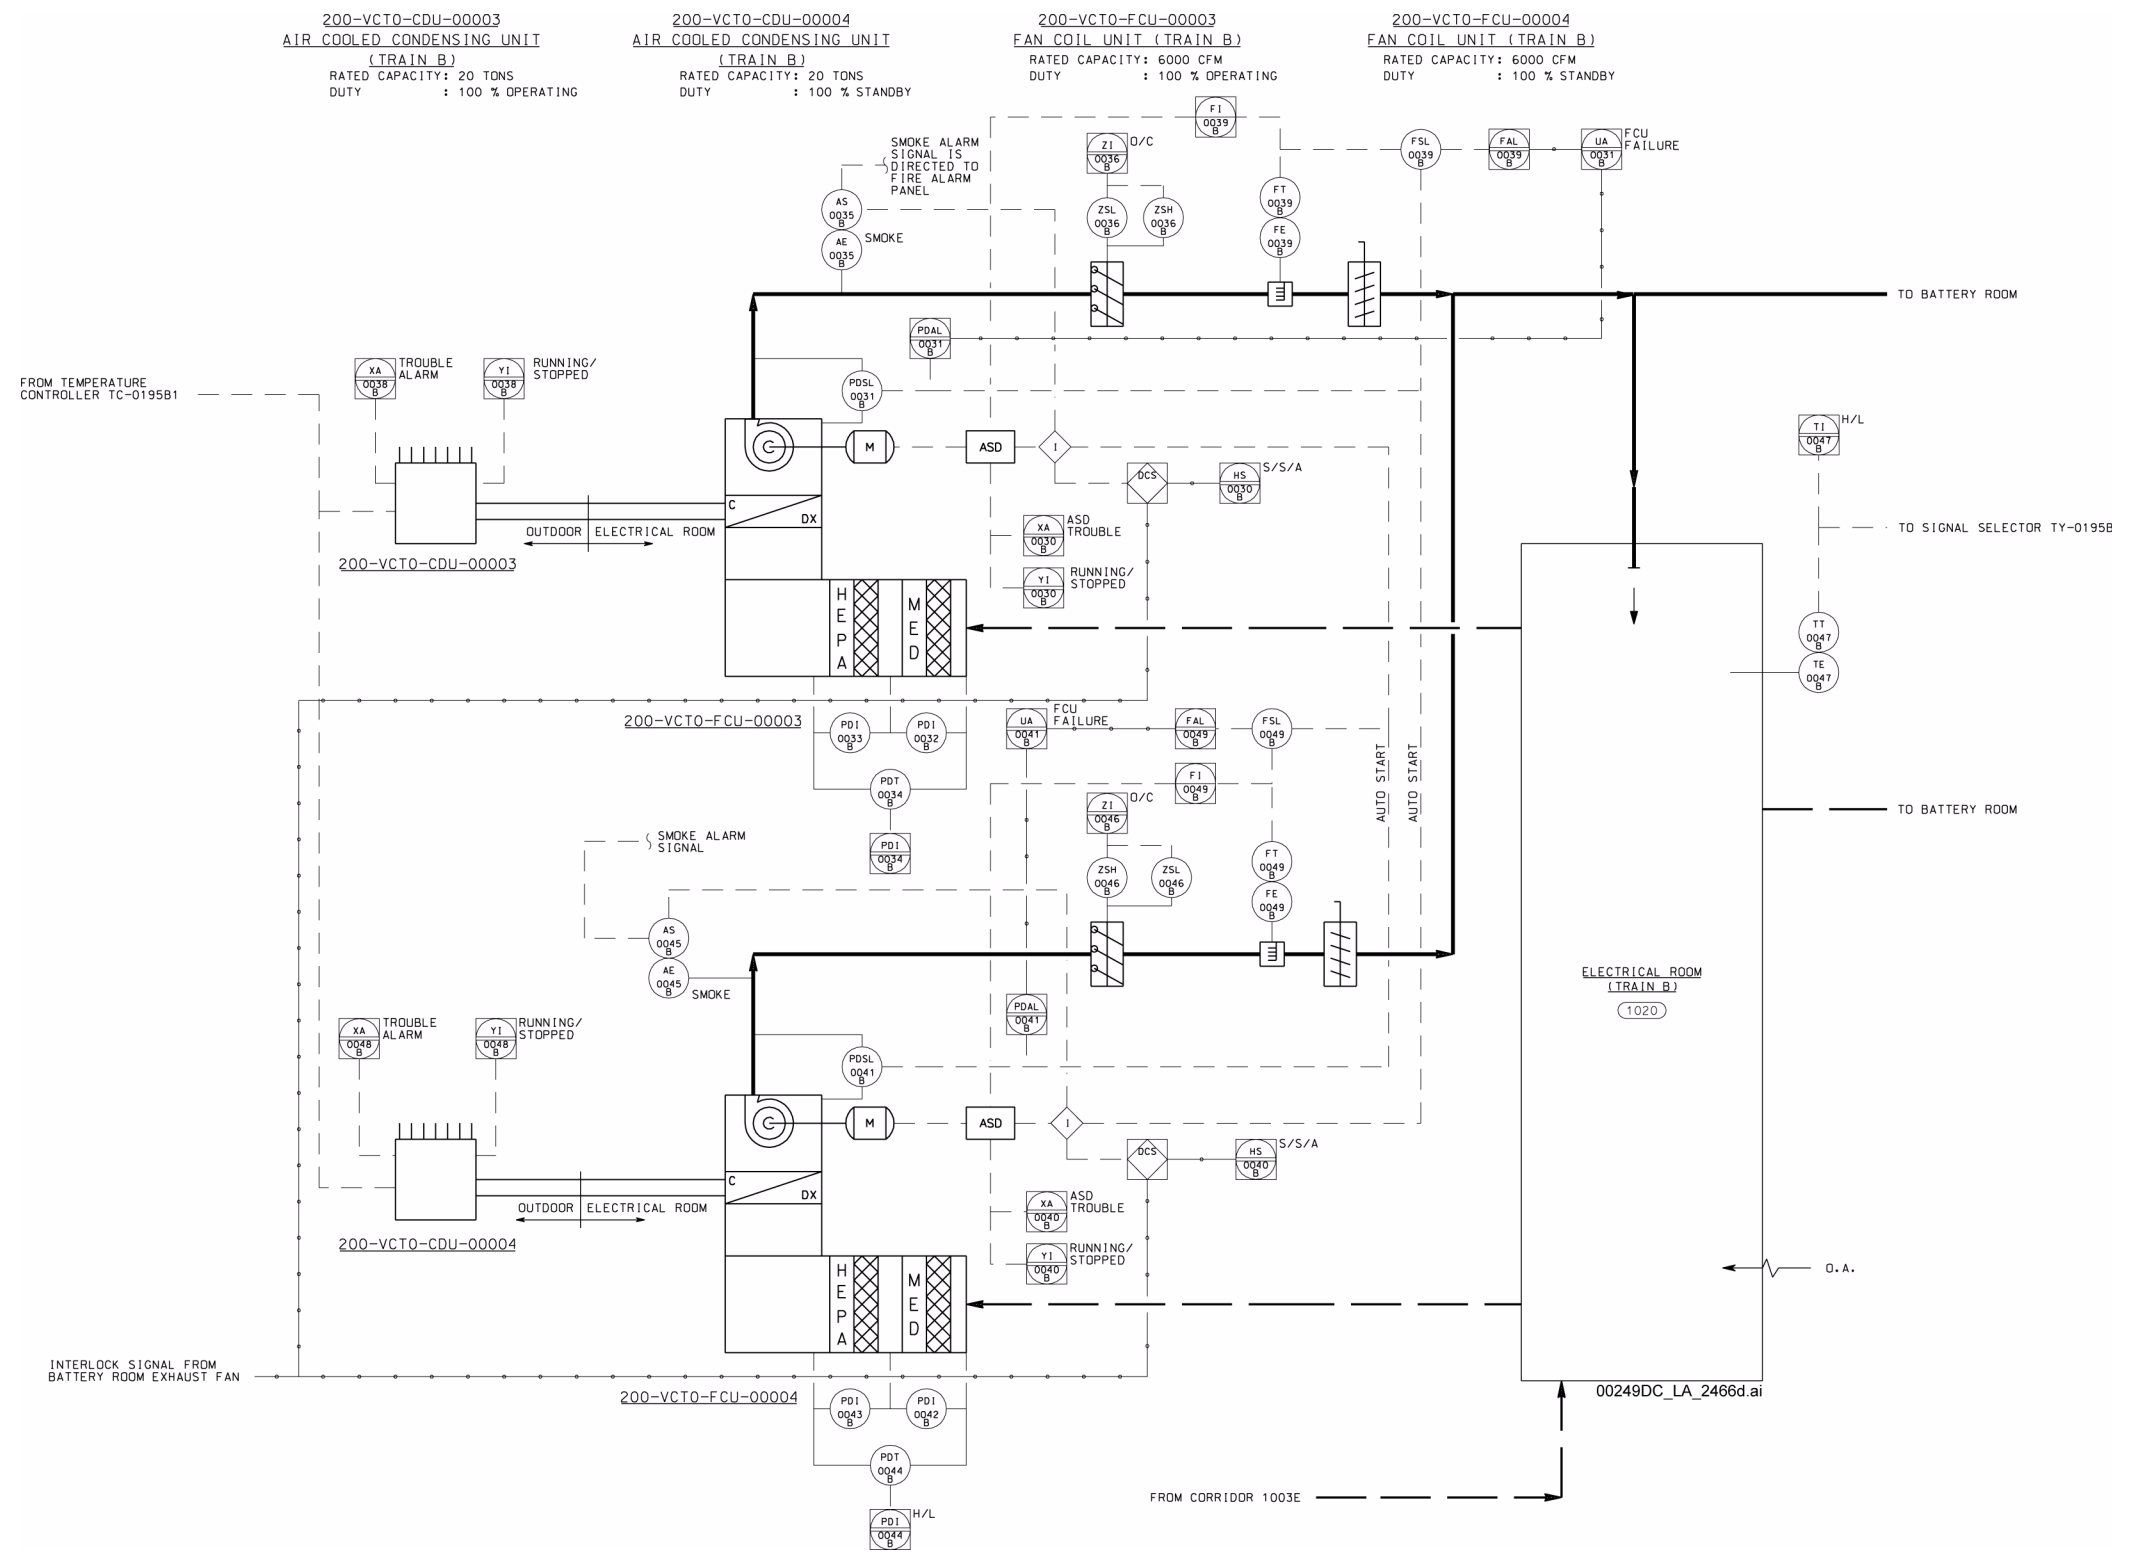 200-VCT0-CDU-00003
AIR COOLED CONDENSING UNIT
(TRAIN B)
RATED CAPACITY: 20 TONS
DUTY : 100 % OPERATING
200-VCT0-CDU-00004
AIR COOLED CONDENSING UNIT
(TRAIN B)
RATED CAPACITY: 20 TONS
DUTY : 100 % STANDBY
200-VCT0-FCU-00003
FAN COIL UNIT (TRAIN B)
RATED CAPACITY: 6000 CFM
DUTY : 100 % OPERATING
200-VCT0-FCU-00004
FAN COIL UNIT (TRAIN B)
RATED CAPACITY: 6000 CFM
DUTY : 100 % STANDBY
FI
0039
B
ZI
0036
B
O/C
FSL
0039
B
FAL
0039
B
UA
0031
B
FCU
FAILURE
SMOKE ALARM
SIGNAL IS
DIRECTED TO
FIRE ALARM
PANEL
AS
0035
B
AE
0035
B
SMOKE
ZSL
0036
B
ZSH
0036
B
FT
0039
B
FE
0039
B
TO BATTERY ROOM
PDAL
0031
B
FROM TEMPERATURE
CONTROLLER TC-0195B1
XA
0038
B
TROUBLE
ALARM
YI
0038
B
RUNNING/
STOPPED
PDSL
0031
B
M
ASD
I
DCS
HS
0030
B
S/S/A
TI
0047
B
H/L
C
DX
OUTDOOR
ELECTRICAL ROOM
200-VCT0-CDU-00003
XA
0030
B
ASD
TROUBLE
YI
0030
B
RUNNING/
STOPPED
TO SIGNAL SELECTOR TY-0195B
HEPA
MED
TT
0047
B
TE
0047
B
200-VCT0-FCU-00003
PDI
0033
B
PDI
0032
B
UA
0041
B
FCU
FAILURE
FAL
0049
B
FSL
0049
B
PDT
0034
B
FI
0049
B
AUTO START
AUTO START
PDI
0034
B
ZI
0046
B
O/C
TO BATTERY ROOM
SMOKE ALARM
SIGNAL
ZSH
0046
B
ZSL
0046
B
FT
0049
B
FE
0049
B
AS
0045
B
AE
0045
B
SMOKE
ELECTRICAL ROOM
(TRAIN B)
1020
PDAL
0041
B
XA
0048
B
TROUBLE
ALARM
YI
0048
B
RUNNING/
STOPPED
PDSL
0041
B
M
ASD
I
DCS
HS
0040
B
S/S/A
C
DX
OUTDOOR
ELECTRICAL ROOM
200-VCT0-CDU-00004
XA
0040
B
ASD
TROUBLE
YI
0040
B
RUNNING/
STOPPED
O.A.
HEPA
MED
INTERLOCK SIGNAL FROM
BATTERY ROOM EXHAUST FAN
200-VCT0-FCU-00004
00249DC_LA_2466d.ai
PDI
0043
B
PDI
0042
B
PDT
0044
B
FROM CORRIDOR 1003E
PDI
0044
B
H/L